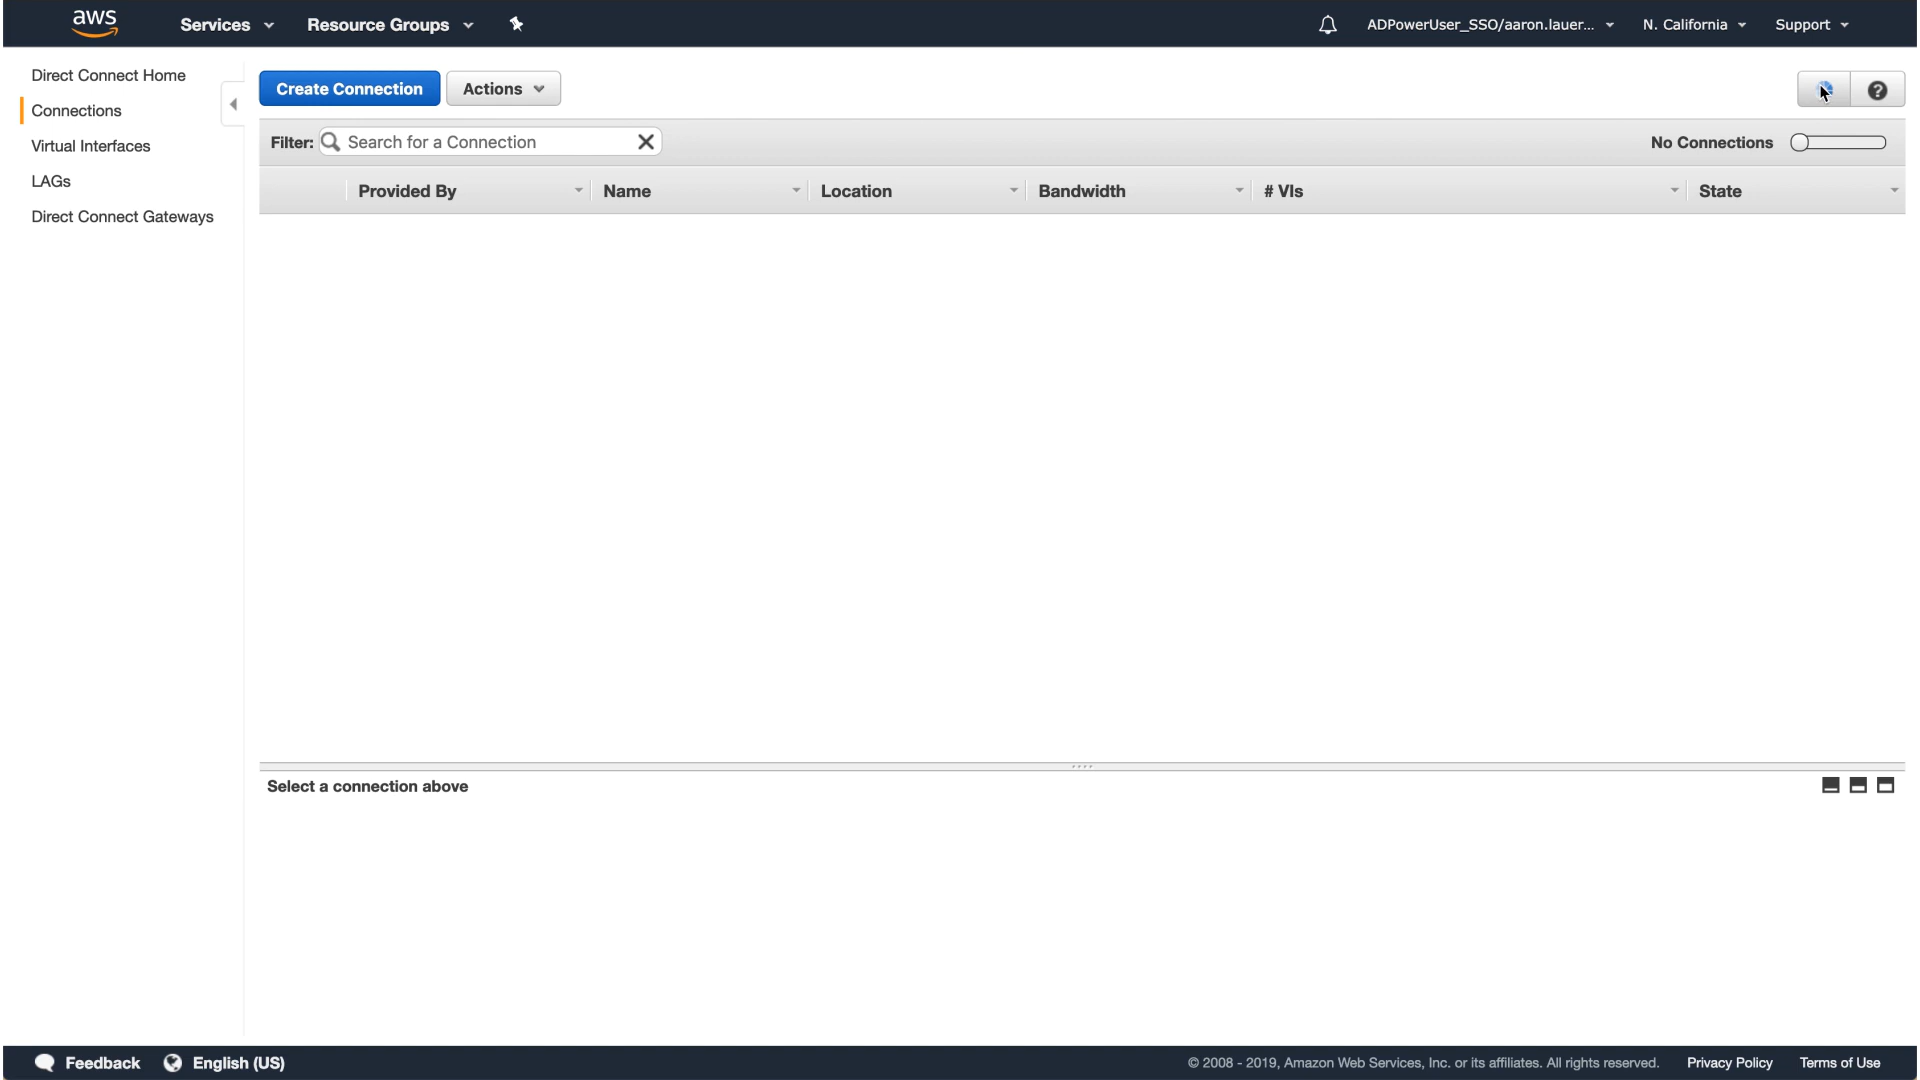 aws Services Resource Groups ADPowerUser_SSO/aaron.lauer... N. California Support
Direct Connect Home
Connections
Virtual Interfaces
LAGs
Direct Connect Gateways
Create Connection Actions ?
Filter: Search for a Connection No Connections
Provided By Name Location Bandwidth # VIs State
Select a connection above
Feedback English (US) © 2008 - 2019, Amazon Web Services, Inc. or its affiliates. All rights reserved. Privacy Policy Terms of Use